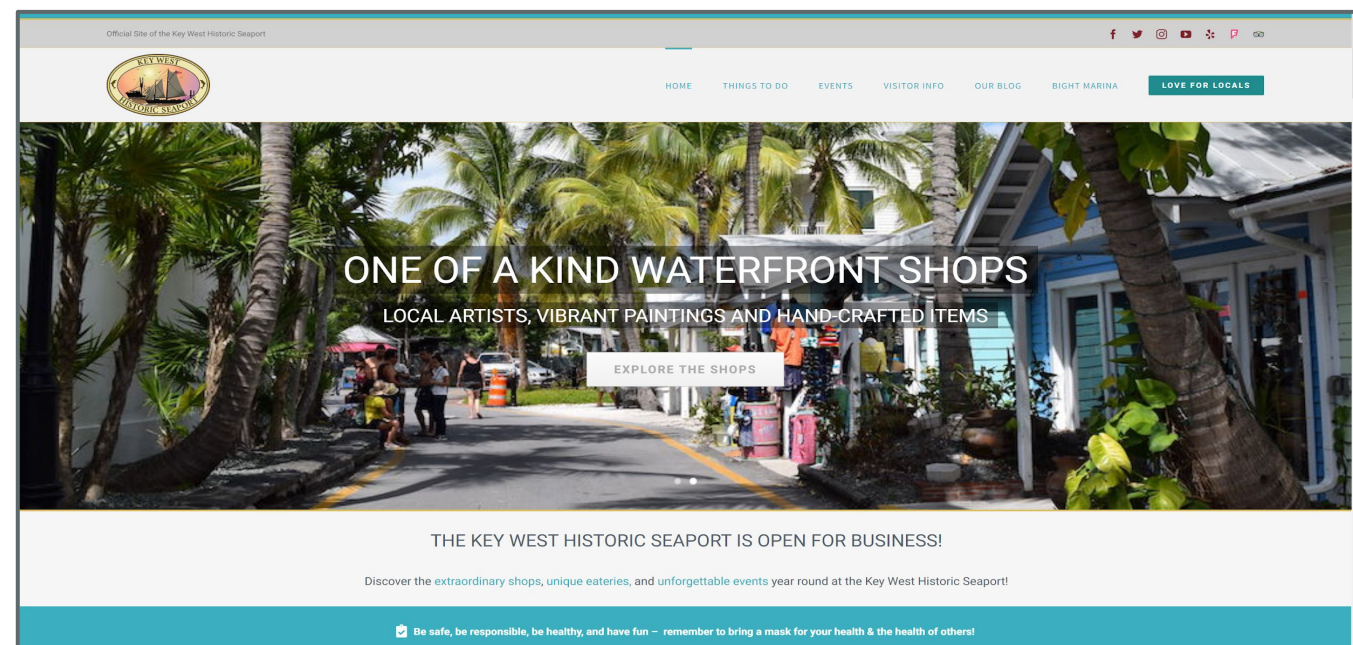 Official Site of the Key West Historic Seaport
KEY WEST
HISTORIC SEAPORT
HOME THINGS TO DO EVENTS VISITOR INFO OUR BLOG BIGHT MARINA LOVE FOR LOCALS
ONE OF A KIND WATERFRONT SHOPS
LOCAL ARTISTS, VIBRANT PAINTINGS AND HAND-CRAFTED ITEMS
EXPLORE THE SHOPS
THE KEY WEST HISTORIC SEAPORT IS OPEN FOR BUSINESS!
Discover the extraordinary shops, unique eateries, and unforgettable events year round at the Key West Historic Seaport!
Be safe, be responsible, be healthy, and have fun – remember to bring a mask for your health & the health of others!